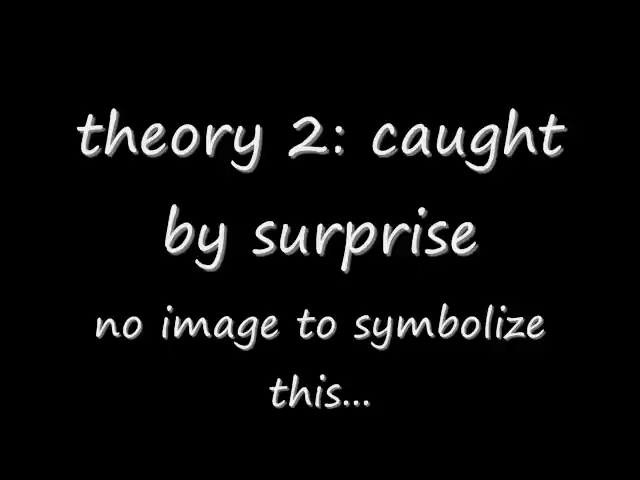 theory 2: caught
by surprise
no image to symbolize
this...